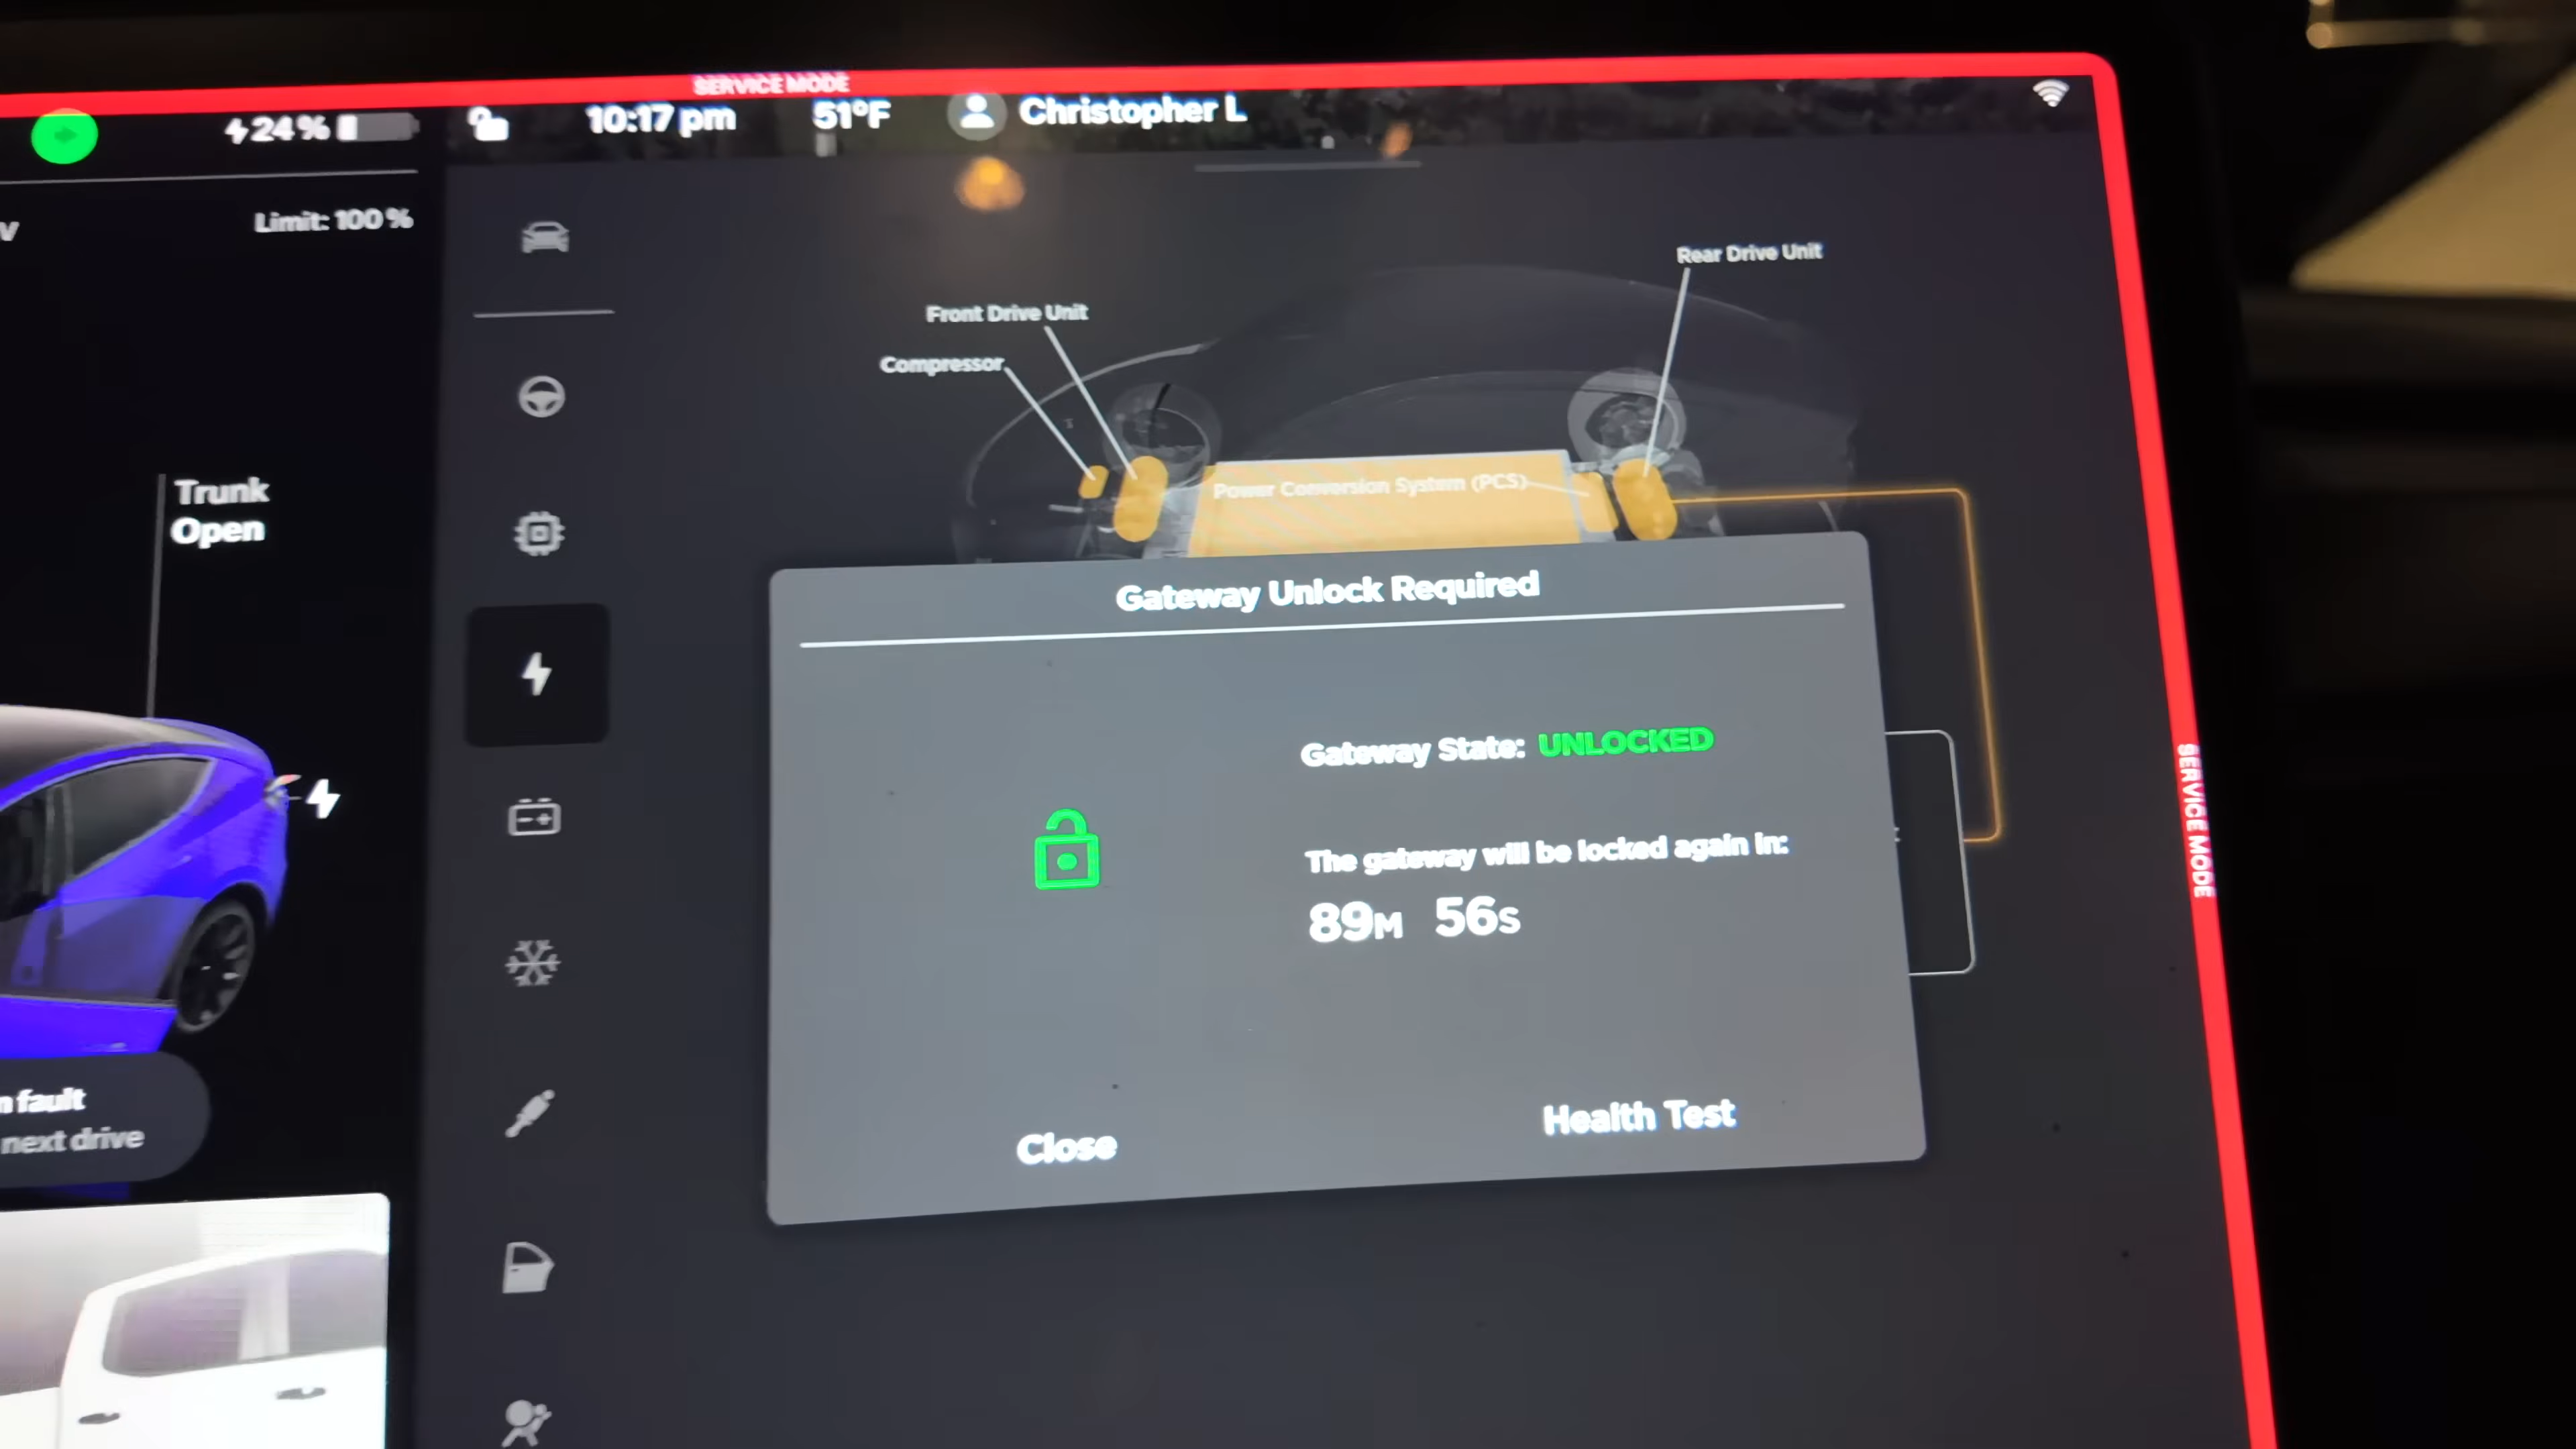 SERVICE MODE
24%
10:17 pm
51°F
Christopher L
Limit: 100 %
Rear Drive Unit
Front Drive Unit
Compressor
Power Conversion System (PCS)
Trunk
Open
Gateway Unlock Required
Gateway State: UNLOCKED
The gateway will be locked again in:
89M 56S
Close
Health Test
fault
next drive
SERVICE MODE